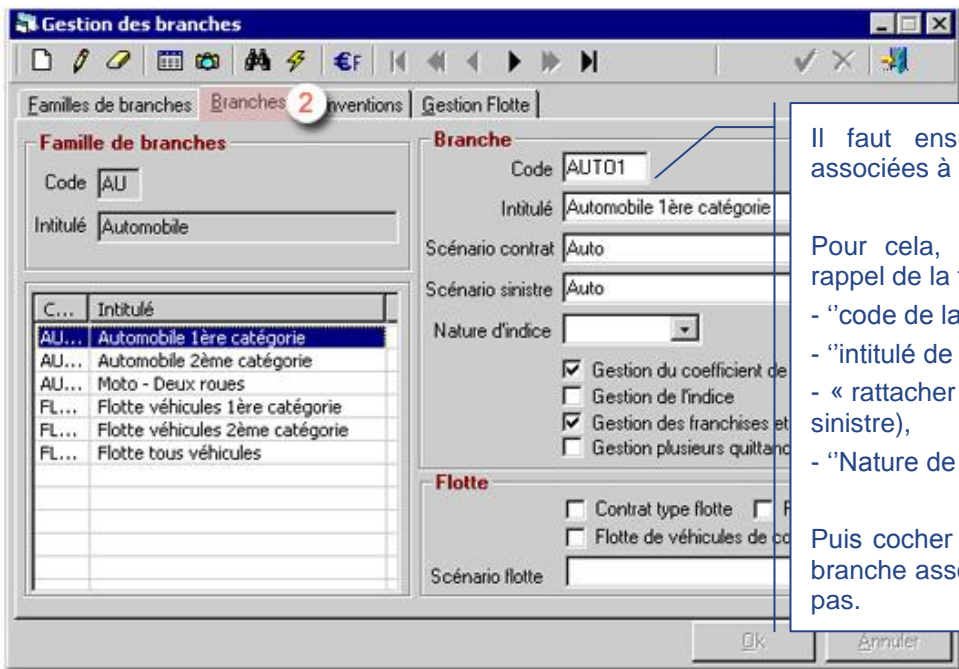 Gestion des branches
€F
Familles de branches Branches 2 nventions Gestion Flotte
Famille de branches
Code AU
Intitulé Automobile
C... Intitulé
AU... Automobile 1ère catégorie
AU... Automobile 2ème catégorie
AU... Moto - Deux roues
FL... Flotte véhicules 1ère catégorie
FL... Flotte véhicules 2ème catégorie
FL... Flotte tous véhicules
Branche
Code AUTO1
Intitulé Automobile 1ère catégorie
Scénario contrat Auto
Scénario sinistre Auto
Nature d'indice
Gestion du coefficient de
Gestion de l'indice
Gestion des franchises et
Gestion plusieurs quittanc
Flotte
Contrat type flotte F
Flotte de véhicules de co
Scénario flotte
Ok Annuler
Il faut ensu
associées à
Pour cela,
rappel de la
- ‘’code de la
- ‘’intitulé de
- « rattacher
sinistre),
- ‘’Nature de
Puis cocher
branche asso
pas.